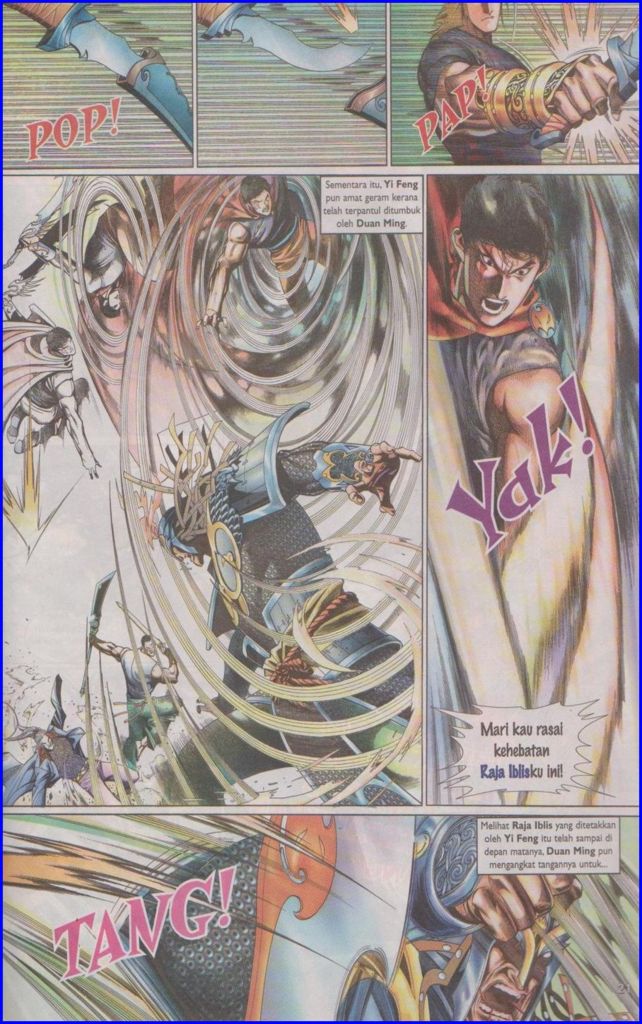 POP!
PAP!
Sementara itu, Yi Feng
pun amat geram kerana
telah terpantul ditumbuk
oleh Duan Ming.
Yak!
Mari kau rasai
kehebatan
Raja Iblisku ini!
Melihat Raja Iblis yang ditetakkan
oleh Yi Feng itu telah sampai di
depan matanya, Duan Ming pun
mengangkat tangannya untuk...
TANG!